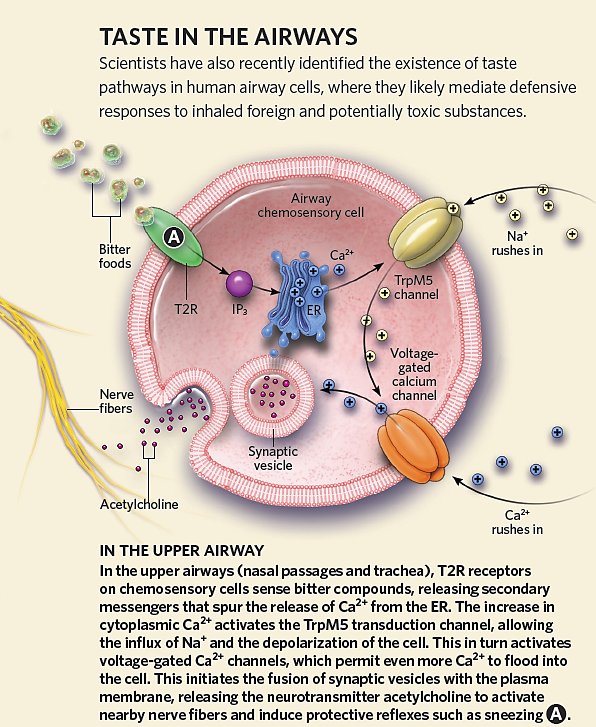 TASTE IN THE AIRWAYS
Scientists have also recently identified the existence of taste
pathways in human airway cells, where they likely mediate defensive
responses to inhaled foreign and potentially toxic substances.
Airway
chemosensory cell
Bitter
foods
A
T2R
IP₃
Ca²⁺
ER
TrpM5
channel
Na⁺
rushes in
Voltage-
gated
calcium
channel
Nerve
fibers
Synaptic
vesicle
Acetylcholine
Ca²⁺
rushes in
IN THE UPPER AIRWAY
In the upper airways (nasal passages and trachea), T2R receptors
on chemosensory cells sense bitter compounds, releasing secondary
messengers that spur the release of Ca²⁺ from the ER. The increase in
cytoplasmic Ca²⁺ activates the TrpM5 transduction channel, allowing
the influx of Na⁺ and the depolarization of the cell. This in turn activates
voltage-gated Ca²⁺ channels, which permit even more Ca²⁺ to flood into
the cell. This initiates the fusion of synaptic vesicles with the plasma
membrane, releasing the neurotransmitter acetylcholine to activate
nearby nerve fibers and induce protective reflexes such as sneezing A.